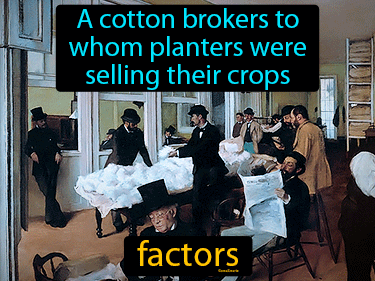 A cotton brokers to
whom planters were
selling their crops
factors